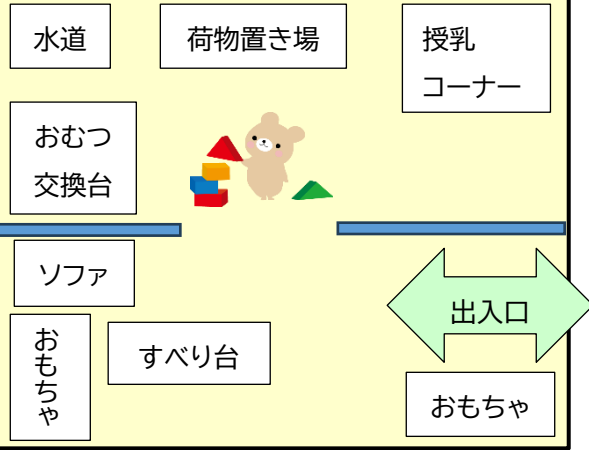 水道
荷物置き場
授乳
コーナー
おむつ
交換台
ソファ
出入口
おもちゃ
すべり台
おもちゃ